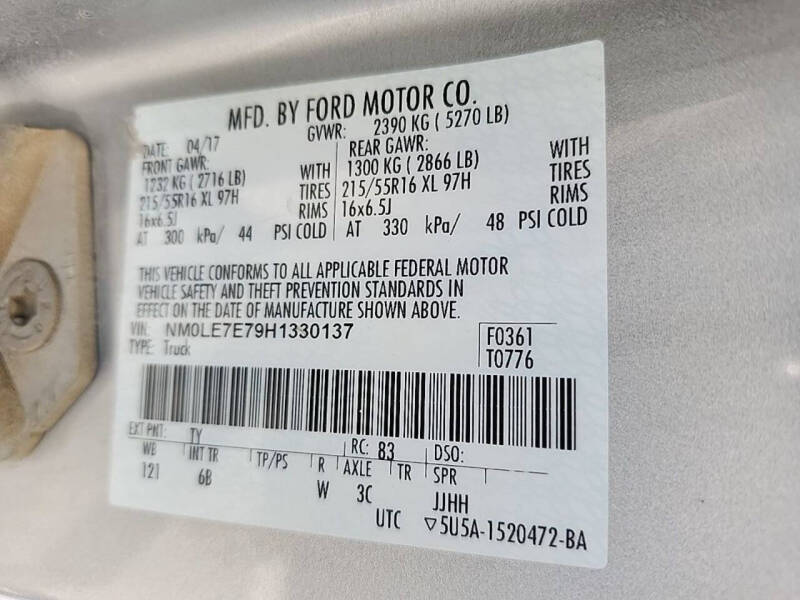 MFD. BY FORD MOTOR CO.
DATE: 04/17 GVWR: 2390 KG ( 5270 LB)
FRONT GAWR: REAR GAWR:
1232 KG ( 2716 LB) WITH 1300 KG ( 2866 LB) WITH
215/55R16 XL 97H TIRES 215/55R16 XL 97H TIRES
16x6.5J RIMS 16x6.5J RIMS
AT 300 kPa/ 44 PSI COLD AT 330 kPa/ 48 PSI COLD
THIS VEHICLE CONFORMS TO ALL APPLICABLE FEDERAL MOTOR
VEHICLE SAFETY AND THEFT PREVENTION STANDARDS IN
EFFECT ON THE DATE OF MANUFACTURE SHOWN ABOVE.
VIN: NM0LE7E79H1330137 F0361
TYPE: Truck T0776
EXT PNT: TY RC: 83 DSO:
WB INT TR TP/PS R AXLE TR SPR
121 6B W 3C JJHH
UTC ▽5U5A-1520472-BA